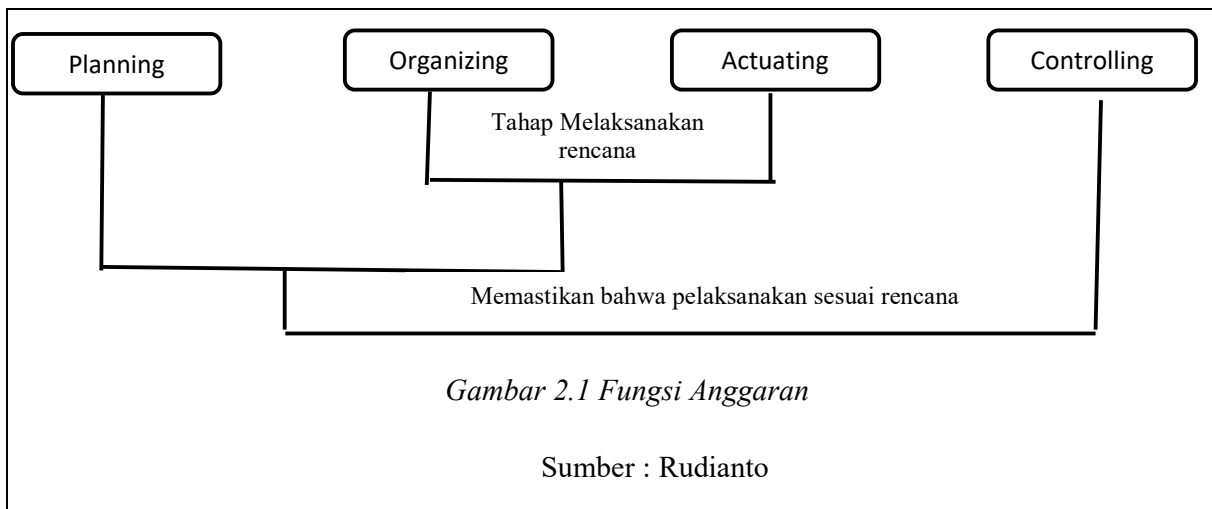 Planning
Organizing
Actuating
Controlling
Tahap Melaksanakan
rencana
Memastikan bahwa pelaksanakan sesuai rencana
Gambar 2.1 Fungsi Anggaran
Sumber : Rudianto